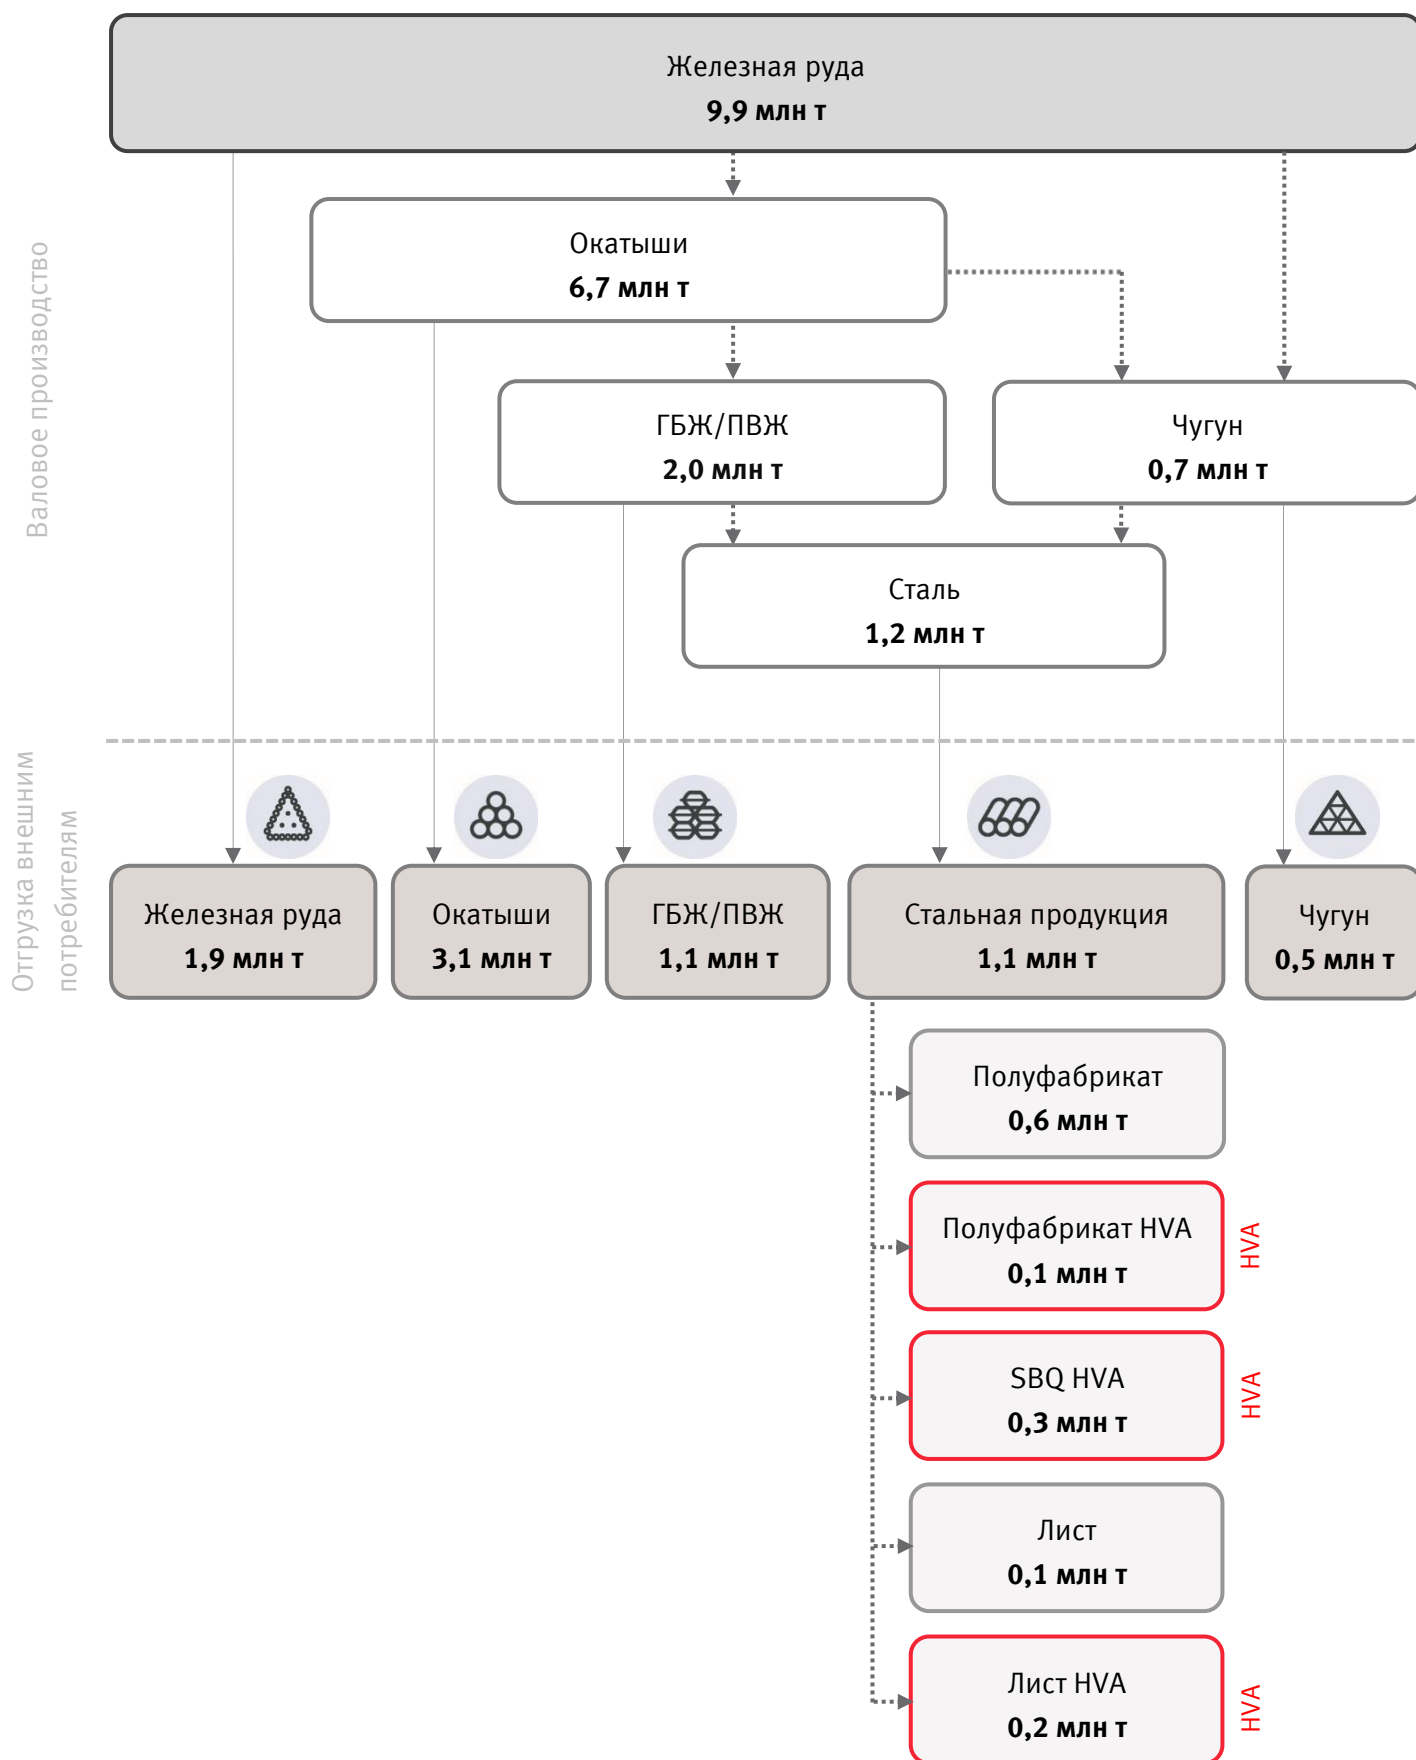 Железная руда
9,9 млн т
Валовое производство
Окатыши
6,7 млн т
ГБЖ/ПВЖ
2,0 млн т
Чугун
0,7 млн т
Сталь
1,2 млн т
Отгрузка внешним
потребителям
Железная руда
1,9 млн т
Окатыши
3,1 млн т
ГБЖ/ПВЖ
1,1 млн т
Стальная продукция
1,1 млн т
Чугун
0,5 млн т
Полуфабрикат
0,6 млн т
Полуфабрикат HVA
0,1 млн т
HVA
SBQ HVA
0,3 млн т
HVA
Лист
0,1 млн т
Лист HVA
0,2 млн т
HVA